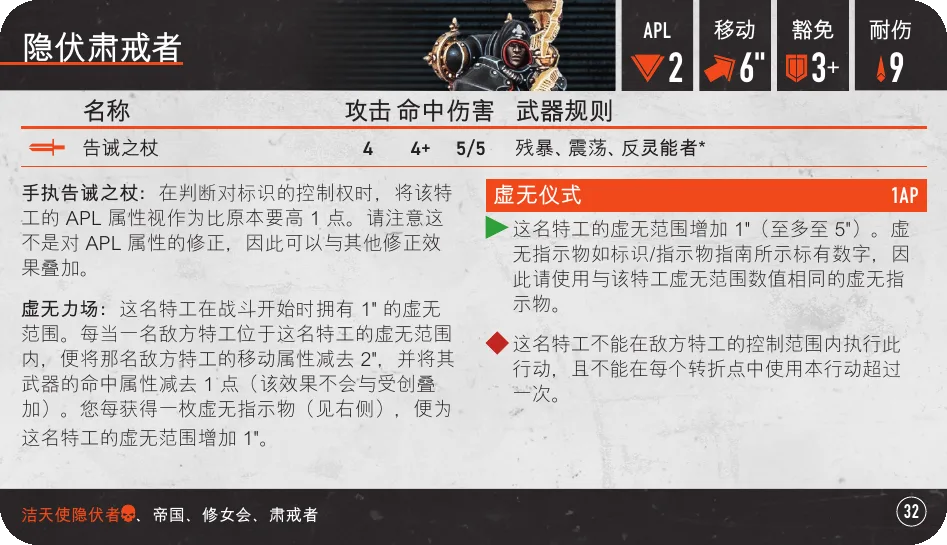 隐伏肃戒者
APL 移动 豁免 耐伤
2 6" 3+ 9
名称 攻击 命中 伤害 武器规则
告诫之杖 4 4+ 5/5 残暴、震荡、反灵能者*
手执告诫之杖：在判断对标识的控制权时，将该特
工的 APL 属性视作为比原本要高 1 点。请注意这
不是对 APL 属性的修正，因此可以与其他修正效
果叠加。
虚无力场：这名特工在战斗开始时拥有 1" 的虚无
范围。每当一名敌方特工位于这名特工的虚无范围
内，便将那名敌方特工的移动属性减去 2"，并将其
武器的命中属性减去 1 点（该效果不会与受创叠
加）。您每获得一枚虚无指示物（见右侧），便为
这名特工的虚无范围增加 1"。
虚无仪式 1AP
这名特工的虚无范围增加 1"（至多至 5"）。虚
无指示物如标识/指示物指南所示标有数字，因
此请使用与该特工虚无范围数值相同的虚无指
示物。
这名特工不能在敌方特工的控制范围内执行此
行动，且不能在每个转折点中使用本行动超过
一次。
洁天使隐伏者、帝国、修女会、肃戒者
32